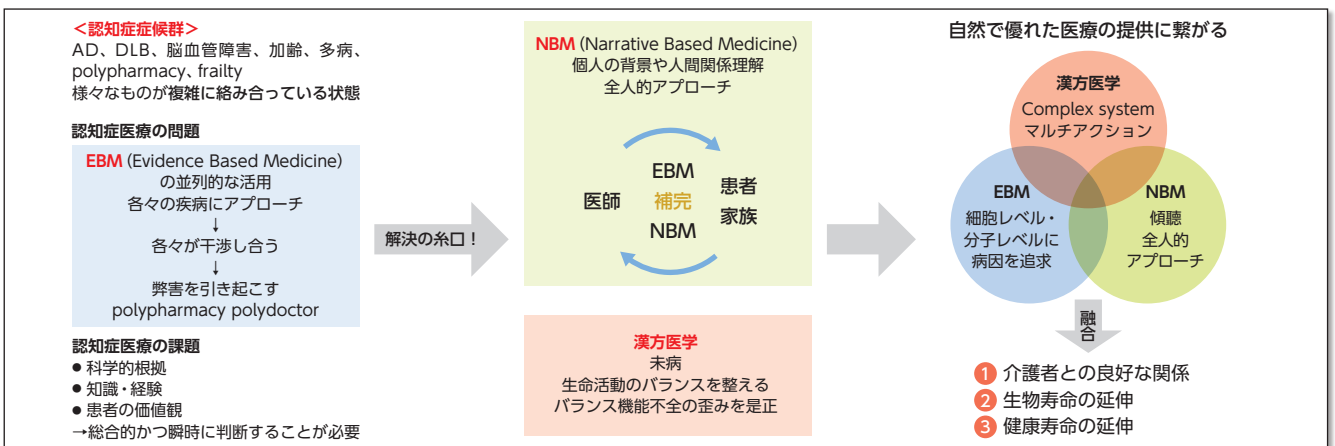 <認知症症候群>
AD、DLB、脳血管障害、加齢、多病、
polypharmacy、frailty
様々なものが複雑に絡み合っている状態
認知症医療の問題
EBM (Evidence Based Medicine)
の並列的な活用
各々の疾病にアプローチ
↓
各々が干渉し合う
↓
弊害を引き起こす
polypharmacy polydoctor
認知症医療の課題
● 科学的根拠
● 知識・経験
● 患者の価値観
→総合的かつ瞬時に判断することが必要
解決の糸口！
NBM (Narrative Based Medicine)
個人の背景や人間関係理解
全人的アプローチ
医師
EBM
補完
NBM
患者
家族
漢方医学
未病
生命活動のバランスを整える
バランス機能不全の歪みを是正
自然で優れた医療の提供に繋がる
漢方医学
Complex system
マルチアクション
EBM
細胞レベル・
分子レベルに
病因を追求
NBM
傾聴
全人的
アプローチ
融合
1 介護者との良好な関係
2 生物寿命の延伸
3 健康寿命の延伸